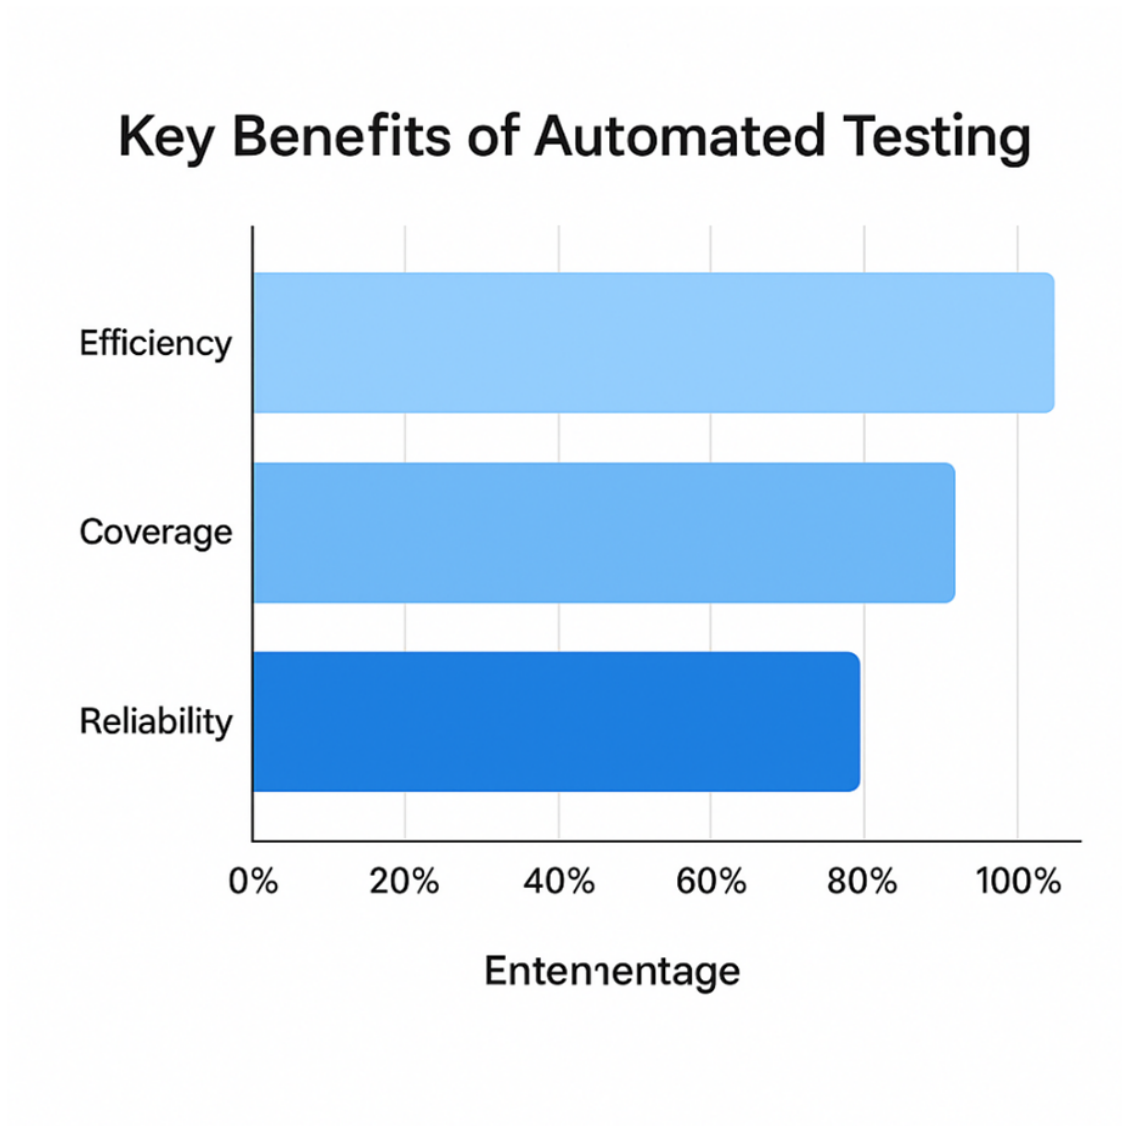 Key Benefits of Automated Testing
Efficiency
Coverage
Reliability
0% 20% 40% 60% 80% 100%